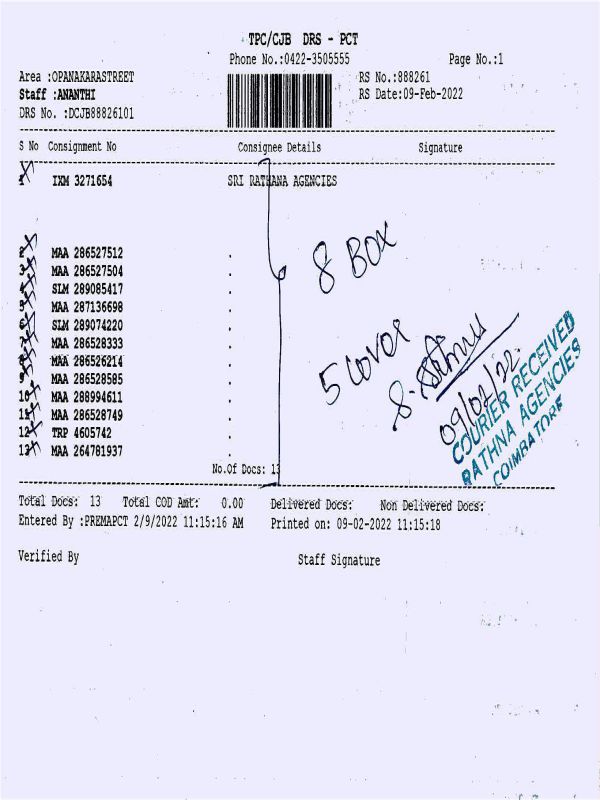 TPC/CJB DRS - PCT
Phone No.:0422-3505555 Page No.:1
Area :OPANAKARASTREET RS No.:888261
Staff :ANANTHI RS Date:09-Feb-2022
DRS No. :DCJB88826101
S No Consignment No Consignee Details Signature
1 IXM 3271654 SRI RATHANA AGENCIES
2 MAA 286527512 .
3 MAA 286527504 .
4 SLM 289085417 .
5 MAA 287136698 .
6 SLM 289074220 .
7 MAA 286528333 .
8 MAA 286526214 .
9 MAA 286528585 .
10 MAA 288994611 .
11 MAA 286528749 .
12 TRP 4605742 .
13 MAA 264781937 .
8 BOX
5 cover
09/02/22
COURIER RECEIVED
RATHNA AGENCIES
COIMBATORE
No.Of Docs: 13
Total Docs: 13 Total COD Amt: 0.00 Delivered Docs: Non Delivered Docs:
Entered By :PREMAPCT 2/9/2022 11:15:16 AM Printed on: 09-02-2022 11:15:18
Verified By Staff Signature